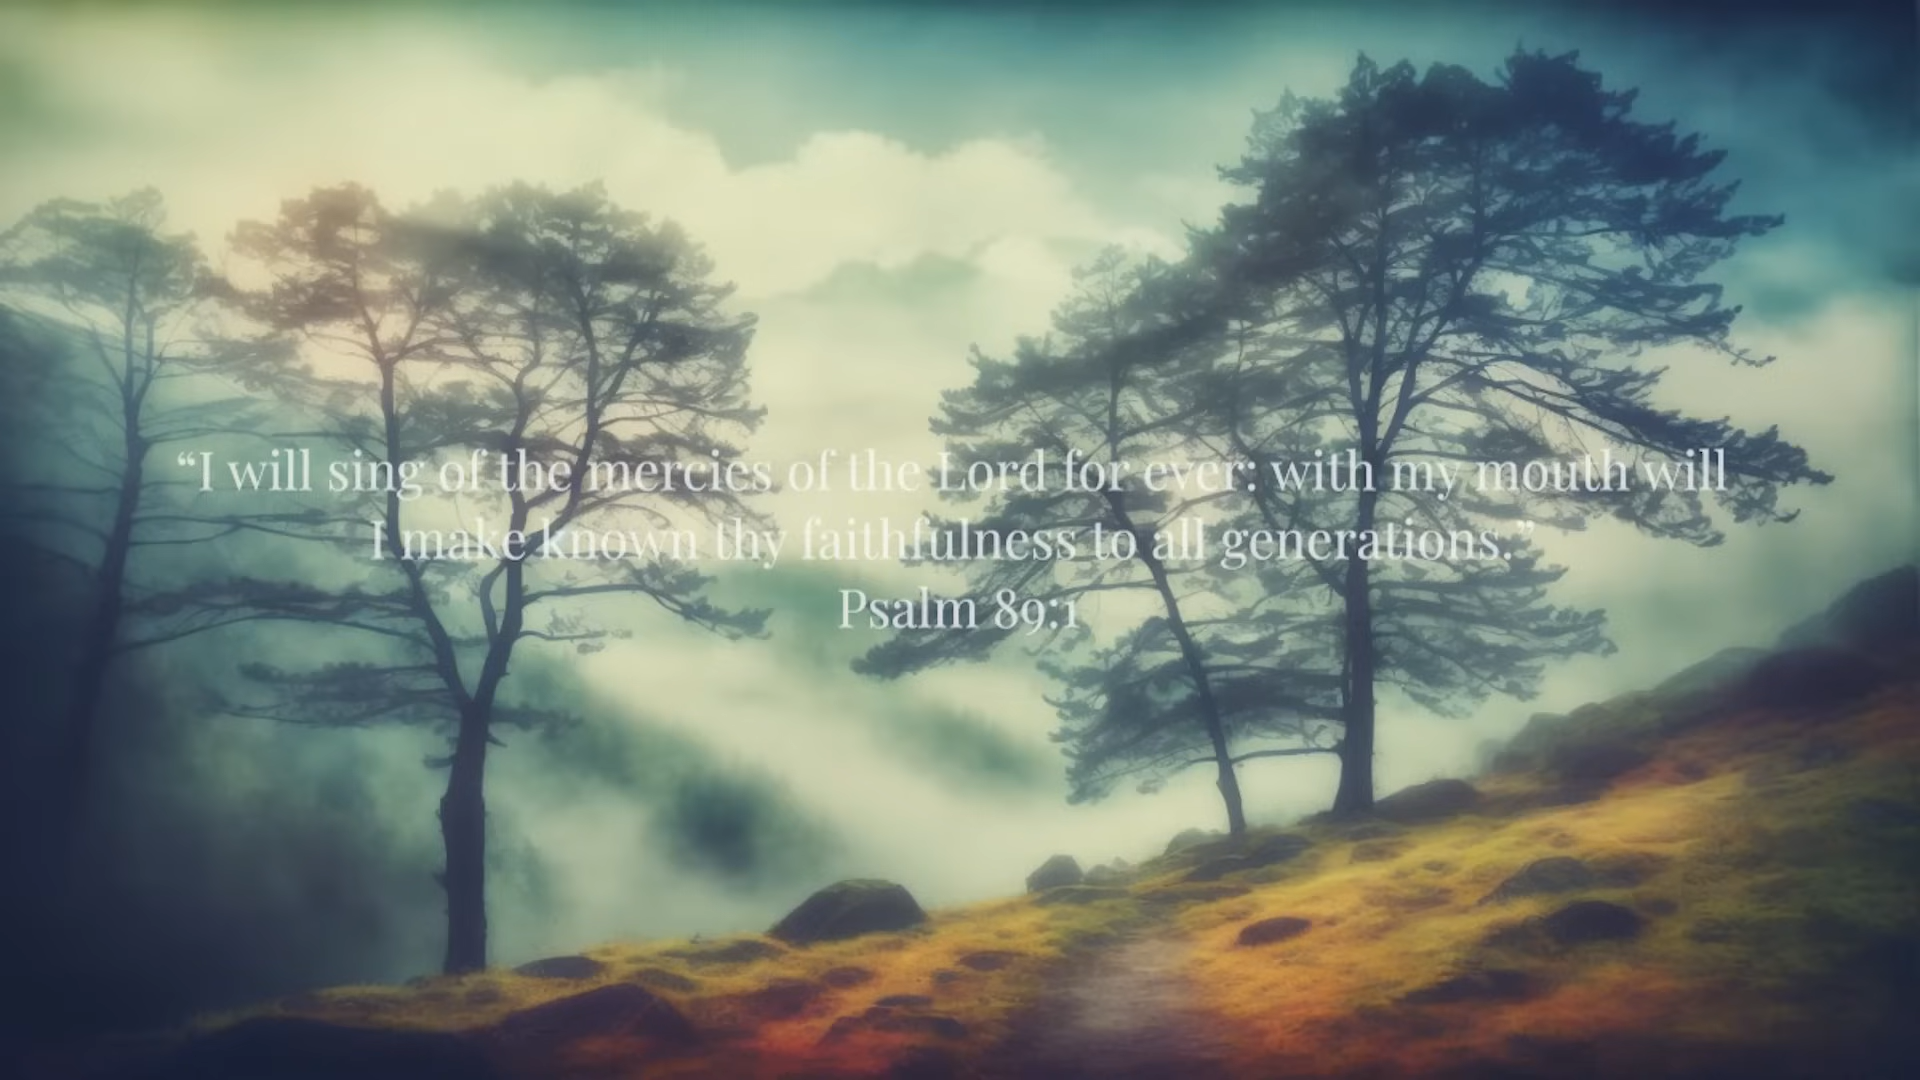 “I will sing of the mercies of the Lord for ever: with my mouth will
I make known thy faithfulness to all generations.”
Psalm 89:1